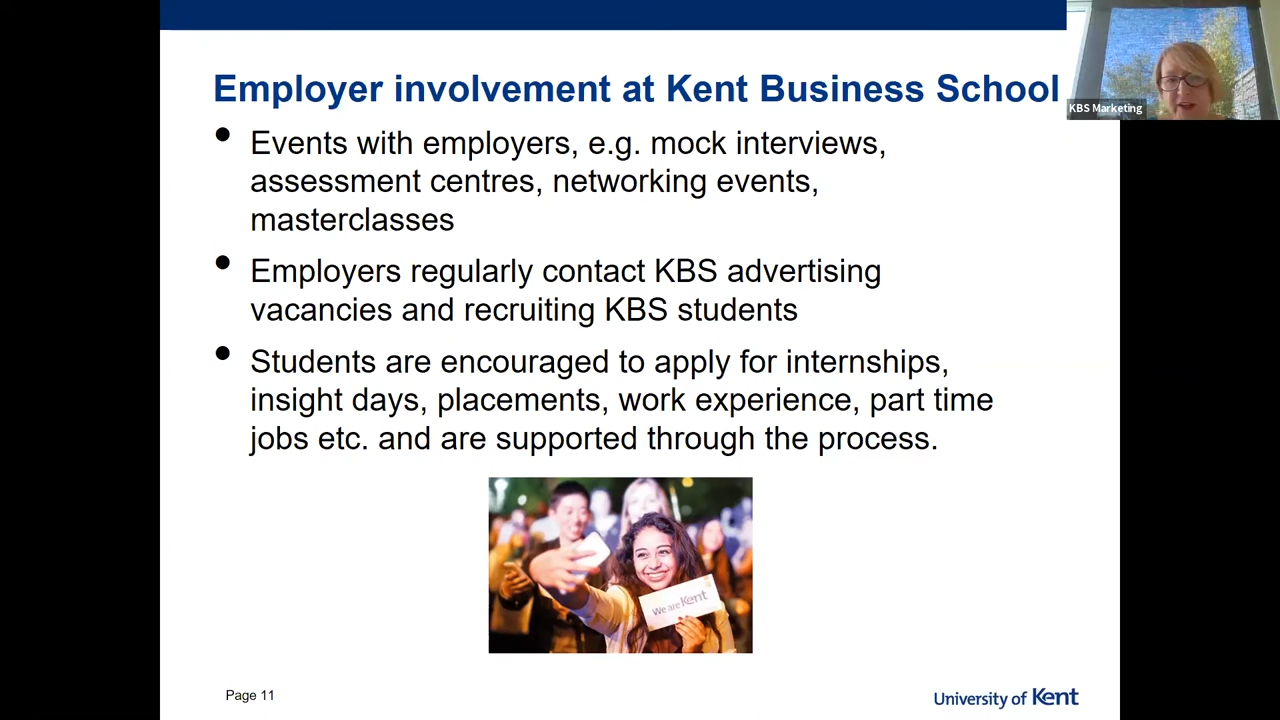 Employer involvement at Kent Business School
KBS Marketing
• Events with employers, e.g. mock interviews,
assessment centres, networking events,
masterclasses
• Employers regularly contact KBS advertising
vacancies and recruiting KBS students
• Students are encouraged to apply for internships,
insight days, placements, work experience, part time
jobs etc. and are supported through the process.
We are Kent
Page 11
University of Kent